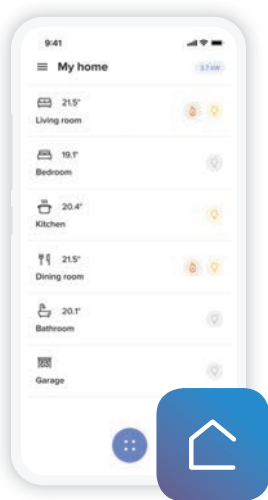 9:41
My home
3.7 kW
21.5°
Living room
19.1°
Bedroom
20.4°
Kitchen
21.5°
Dining room
20.1°
Bathroom
Garage